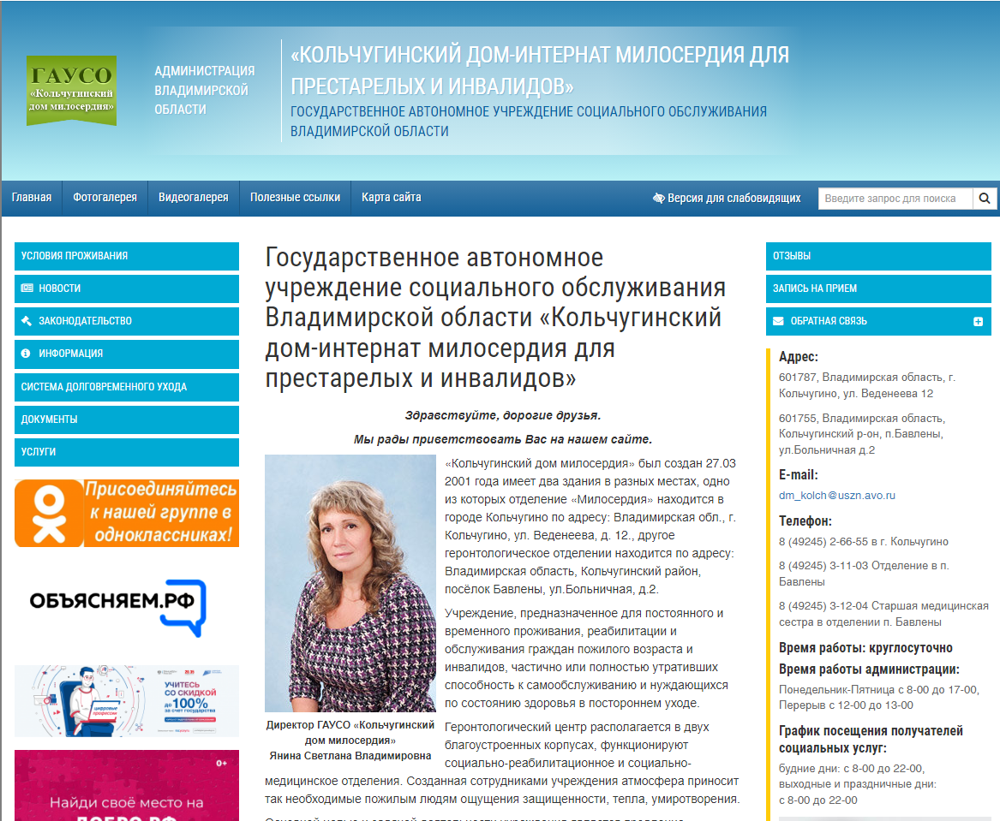 ГАУСО
«Кольчугинский
дом милосердия»
АДМИНИСТРАЦИЯ
ВЛАДИМИРСКОЙ
ОБЛАСТИ
«КОЛЬЧУГИНСКИЙ ДОМ-ИНТЕРНАТ МИЛОСЕРДИЯ ДЛЯ
ПРЕСТАРЕЛЫХ И ИНВАЛИДОВ»
ГОСУДАРСТВЕННОЕ АВТОНОМНОЕ УЧРЕЖДЕНИЕ СОЦИАЛЬНОГО ОБСЛУЖИВАНИЯ
ВЛАДИМИРСКОЙ ОБЛАСТИ
Главная Фотогалерея Видеогалерея Полезные ссылки Карта сайта Версия для слабовидящих Введите запрос для поиска
УСЛОВИЯ ПРОЖИВАНИЯ
НОВОСТИ
ЗАКОНОДАТЕЛЬСТВО
ИНФОРМАЦИЯ
СИСТЕМА ДОЛГОВРЕМЕННОГО УХОДА
ДОКУМЕНТЫ
УСЛУГИ
Присоединяйтесь
к нашей группе в
одноклассниках!
ОБЪЯСНЯЕМ.РФ
УЧИТЕСЬ
СО СКИДКОЙ
до 100%
за счет государства
цифровые
профессии
0+
Найди своё место на
ДОБРО.РФ
Государственное автономное
учреждение социального обслуживания
Владимирской области «Кольчугинский
дом-интернат милосердия для
престарелых и инвалидов»
Здравствуйте, дорогие друзья.
Мы рады приветствовать Вас на нашем сайте.
«Кольчугинский дом милосердия» был создан 27.03
2001 года имеет два здания в разных местах, одно
из которых отделение «Милосердия» находится в
городе Кольчугино по адресу: Владимирская обл., г.
Кольчугино, ул. Веденеева, д. 12., другое
геронтологическое отделении находится по адресу:
Владимирская область, Кольчугинский район,
посёлок Бавлены, ул.Больничная, д.2.
Учреждение, предназначенное для постоянного и
временного проживания, реабилитации и
обслуживания граждан пожилого возраста и
инвалидов, частично или полностью утративших
способность к самообслуживанию и нуждающихся
по состоянию здоровья в постороннем уходе.
Директор ГАУСО «Кольчугинский
дом милосердия»
Янина Светлана Владимировна
Геронтологический центр располагается в двух
благоустроенных корпусах, функционируют
социально-реабилитационное и социально-
медицинское отделения. Созданная сотрудниками учреждения атмосфера приносит
так необходимые пожилым людям ощущения защищенности, тепла, умиротворения.
ОТЗЫВЫ
ЗАПИСЬ НА ПРИЕМ
ОБРАТНАЯ СВЯЗЬ
Адрес:
601787, Владимирская область, г.
Кольчугино, ул. Веденеева 12
601755, Владимирская область,
Кольчугинский р-он, п.Бавлены,
ул.Больничная д.2
E-mail:
dm_kolch@uszn.avo.ru
Телефон:
8 (49245) 2-66-55 в г. Кольчугино
8 (49245) 3-11-03 Отделение в п.
Бавлены
8 (49245) 3-12-04 Старшая медицинская
сестра в отделении п. Бавлены
Время работы: круглосуточно
Время работы администрации:
Понедельник-Пятница с 8-00 до 17-00,
Перерыв с 12-00 до 13-00
График посещения получателей
социальных услуг:
будние дни: с 8-00 до 22-00,
выходные и праздничные дни:
с 8-00 до 22-00